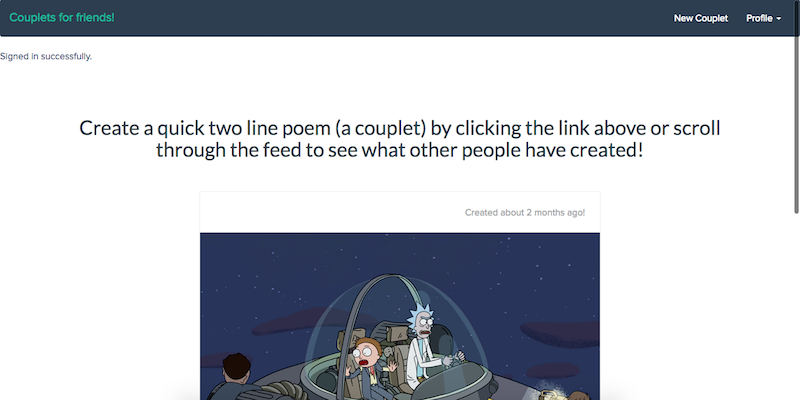 Couplets for friends!
New Couplet Profile
Signed in successfully.
Create a quick two line poem (a couplet) by clicking the link above or scroll
through the feed to see what other people have created!
Created about 2 months ago!